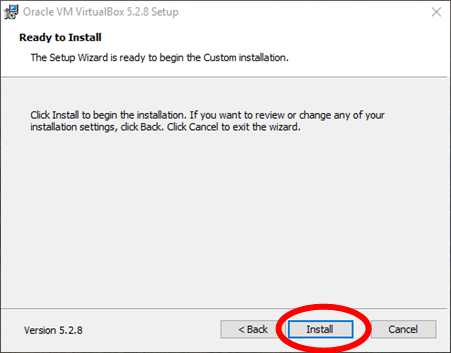 Oracle VM VirtualBox 5.2.8 Setup
Ready to Install
The Setup Wizard is ready to begin the Custom installation.
Click Install to begin the installation. If you want to review or change any of your
installation settings, click Back. Click Cancel to exit the wizard.
Version 5.2.8
< Back
Install
Cancel